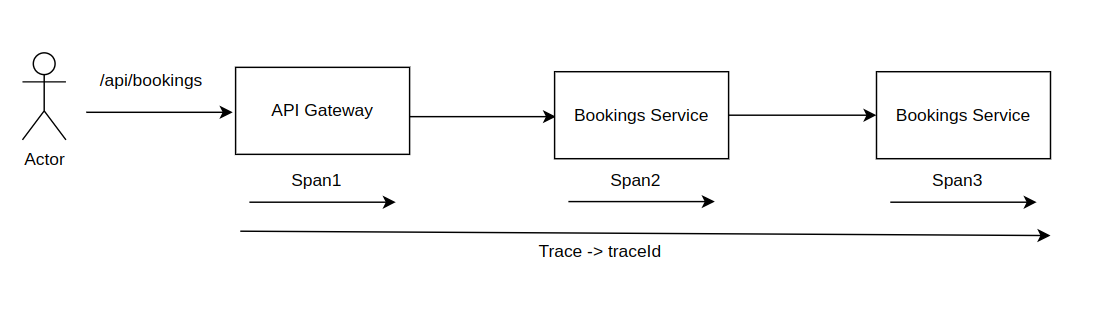 /api/bookings
API Gateway
Bookings Service
Bookings Service
Actor
Span1
Span2
Span3
Trace -> traceId